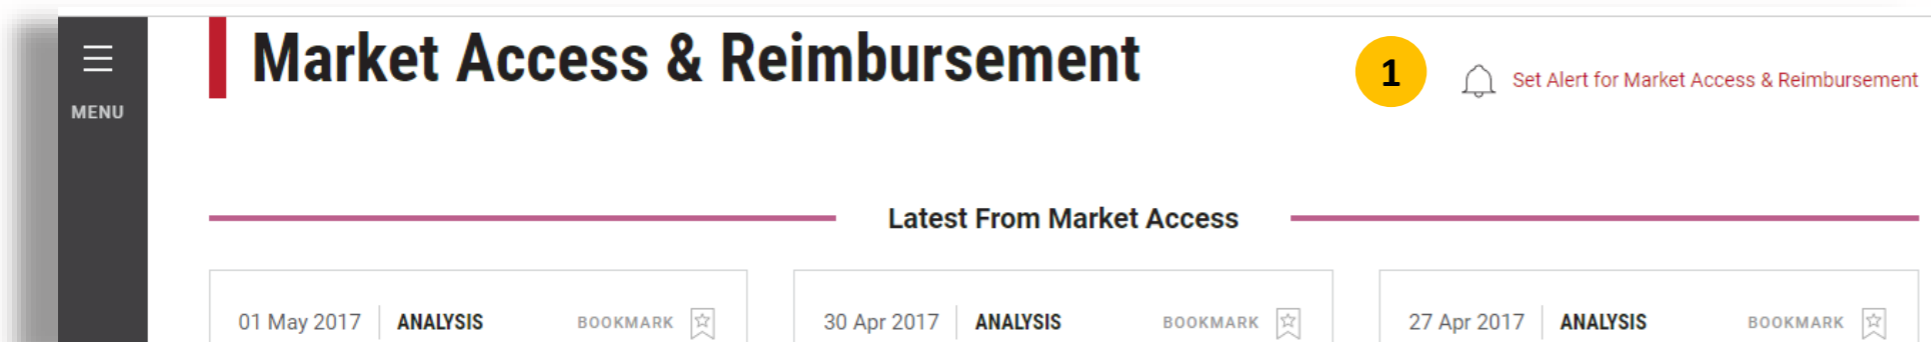 Market Access & Reimbursement
1
Set Alert for Market Access & Reimbursement
MENU
Latest From Market Access
01 May 2017 ANALYSIS BOOKMARK
30 Apr 2017 ANALYSIS BOOKMARK
27 Apr 2017 ANALYSIS BOOKMARK